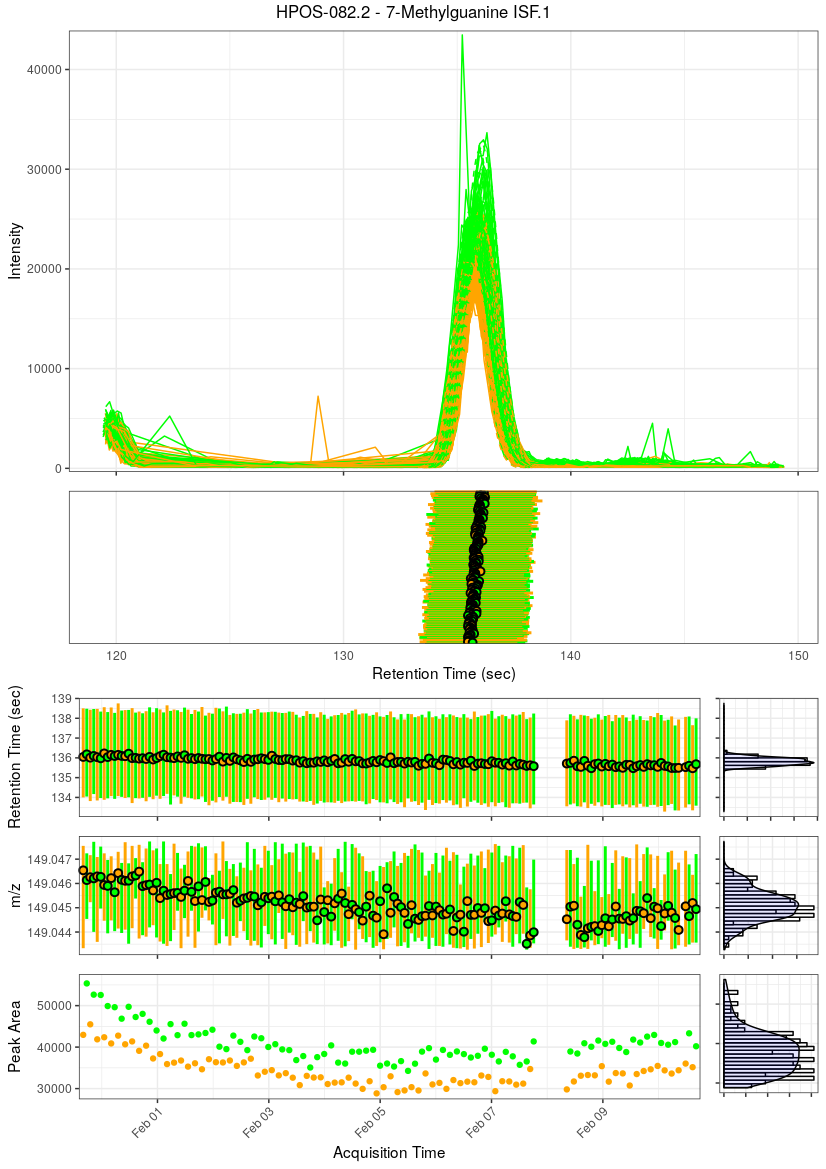 HPOS-082.2 - 7-Methylguanine ISF.1
40000
30000
20000
10000
0
Intensity
120
130
140
150
Retention Time (sec)
139
138
137
136
135
134
Retention Time (sec)
149.047
149.046
149.045
149.044
m/z
50000
40000
30000
Peak Area
Feb 01
Feb 03
Feb 05
Feb 07
Feb 09
Acquisition Time